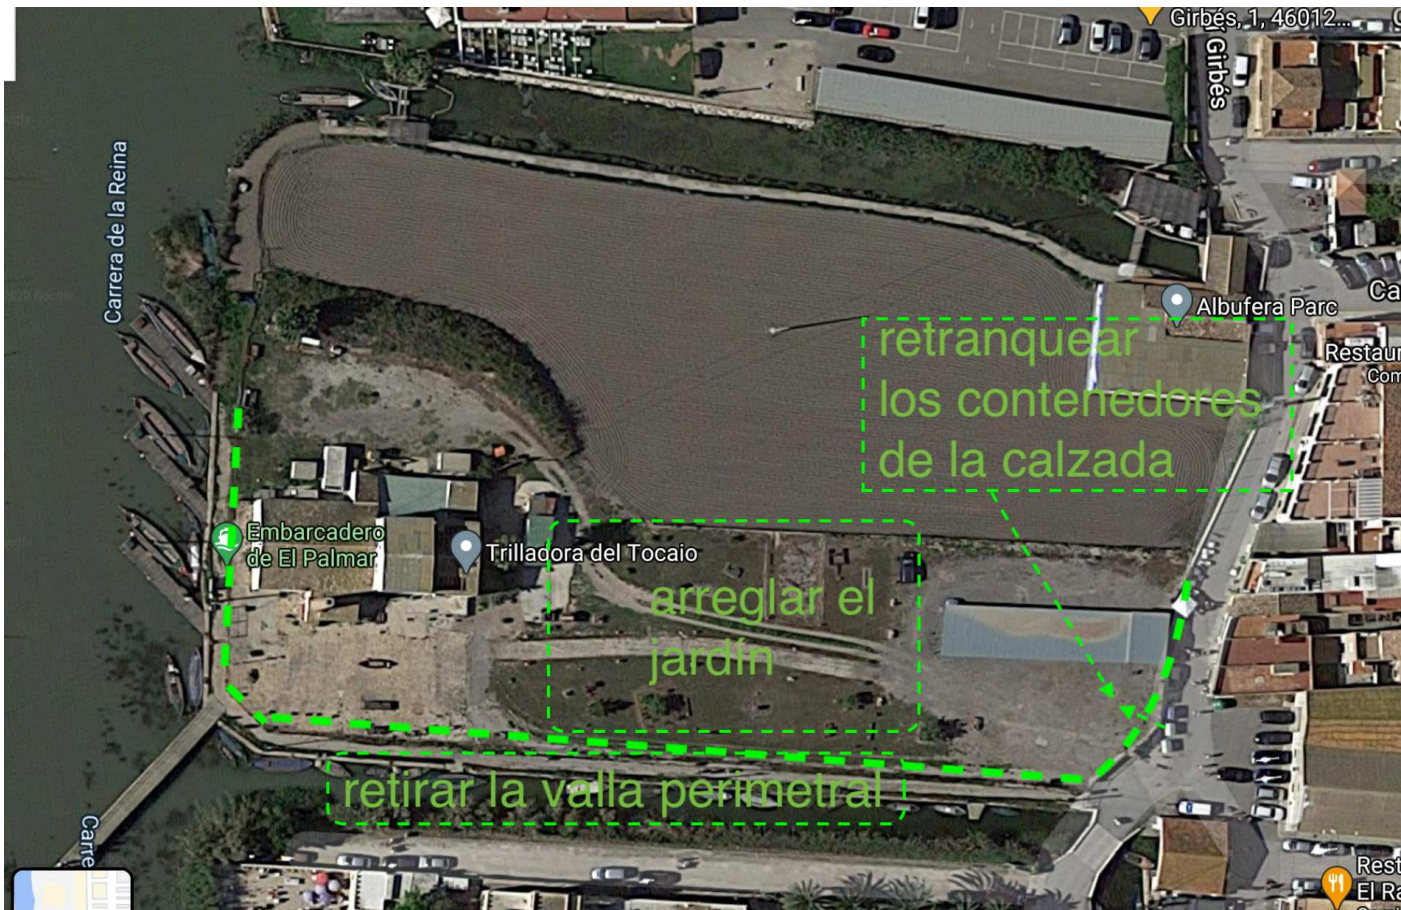 Girbés, 1, 46012...
í Girbés
Carrera de la Reina
Albufera Parc
Ca
Restau
Com
retranquear
los contenedores
de la calzada
Embarcadero
de El Palmar
Trilladora del Tocaio
arreglar el
jardín
retirar la valla perimetral
Carre
Rest
El Ra